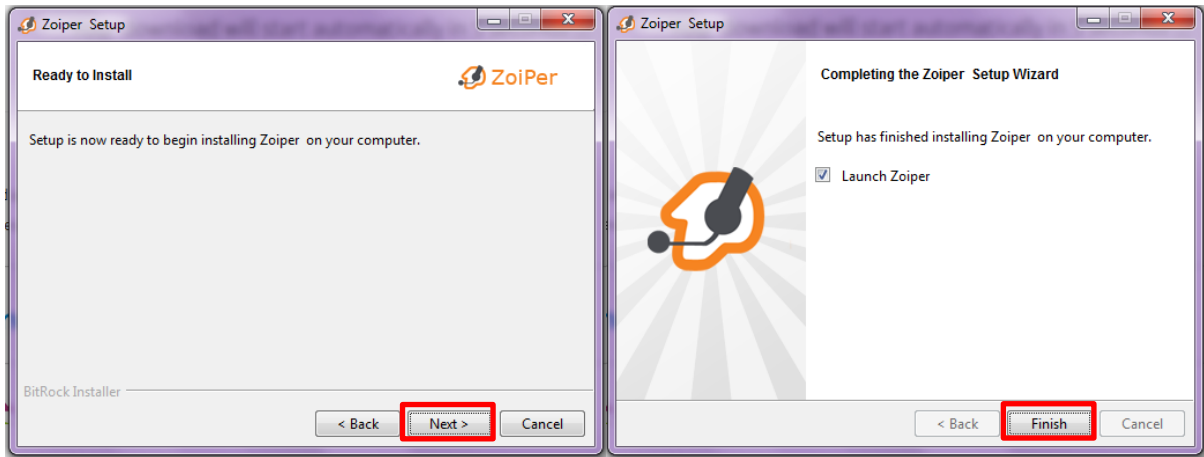 Zoiper Setup
Ready to Install
ZoiPer
Setup is now ready to begin installing Zoiper on your computer.
BitRock Installer
< Back
Next >
Cancel
Zoiper Setup
Completing the Zoiper Setup Wizard
Setup has finished installing Zoiper on your computer.
Launch Zoiper
< Back
Finish
Cancel